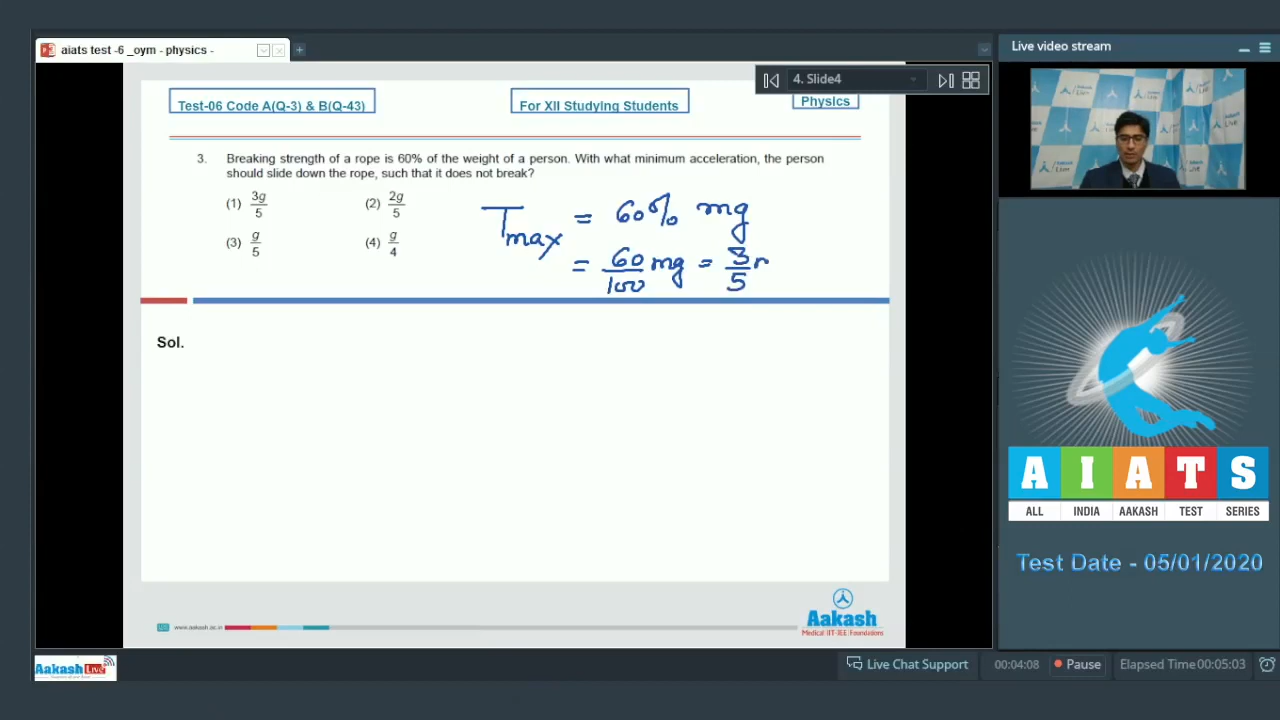 aiats test -6 _oym - physics -
Live video stream
4. Slide4
Test-06 Code A(Q-3) & B(Q-43)
For XII Studying Students
Physics
3. Breaking strength of a rope is 60% of the weight of a person. With what minimum acceleration, the person
should slide down the rope, such that it does not break?
(1) 3g/5 (2) 2g/5
(3) g/5 (4) g/4
Tmax = 60% mg
= 60/100 mg = 3/5
Sol.
A I A T S
ALL INDIA AAKASH TEST SERIES
Test Date - 05/01/2020
www.aakash.ac.in
Aakash
Medical|IIT-JEE|Foundations
Aakash Live
Live Chat Support
00:04:08
Pause
Elapsed Time 00:05:03